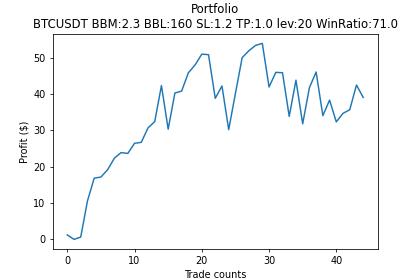 Portfolio
BTCUSDT BBM:2.3 BBL:160 SL:1.2 TP:1.0 lev:20 WinRatio:71.0
50
40
30
20
10
0
Profit ($)
0 10 20 30 40
Trade counts